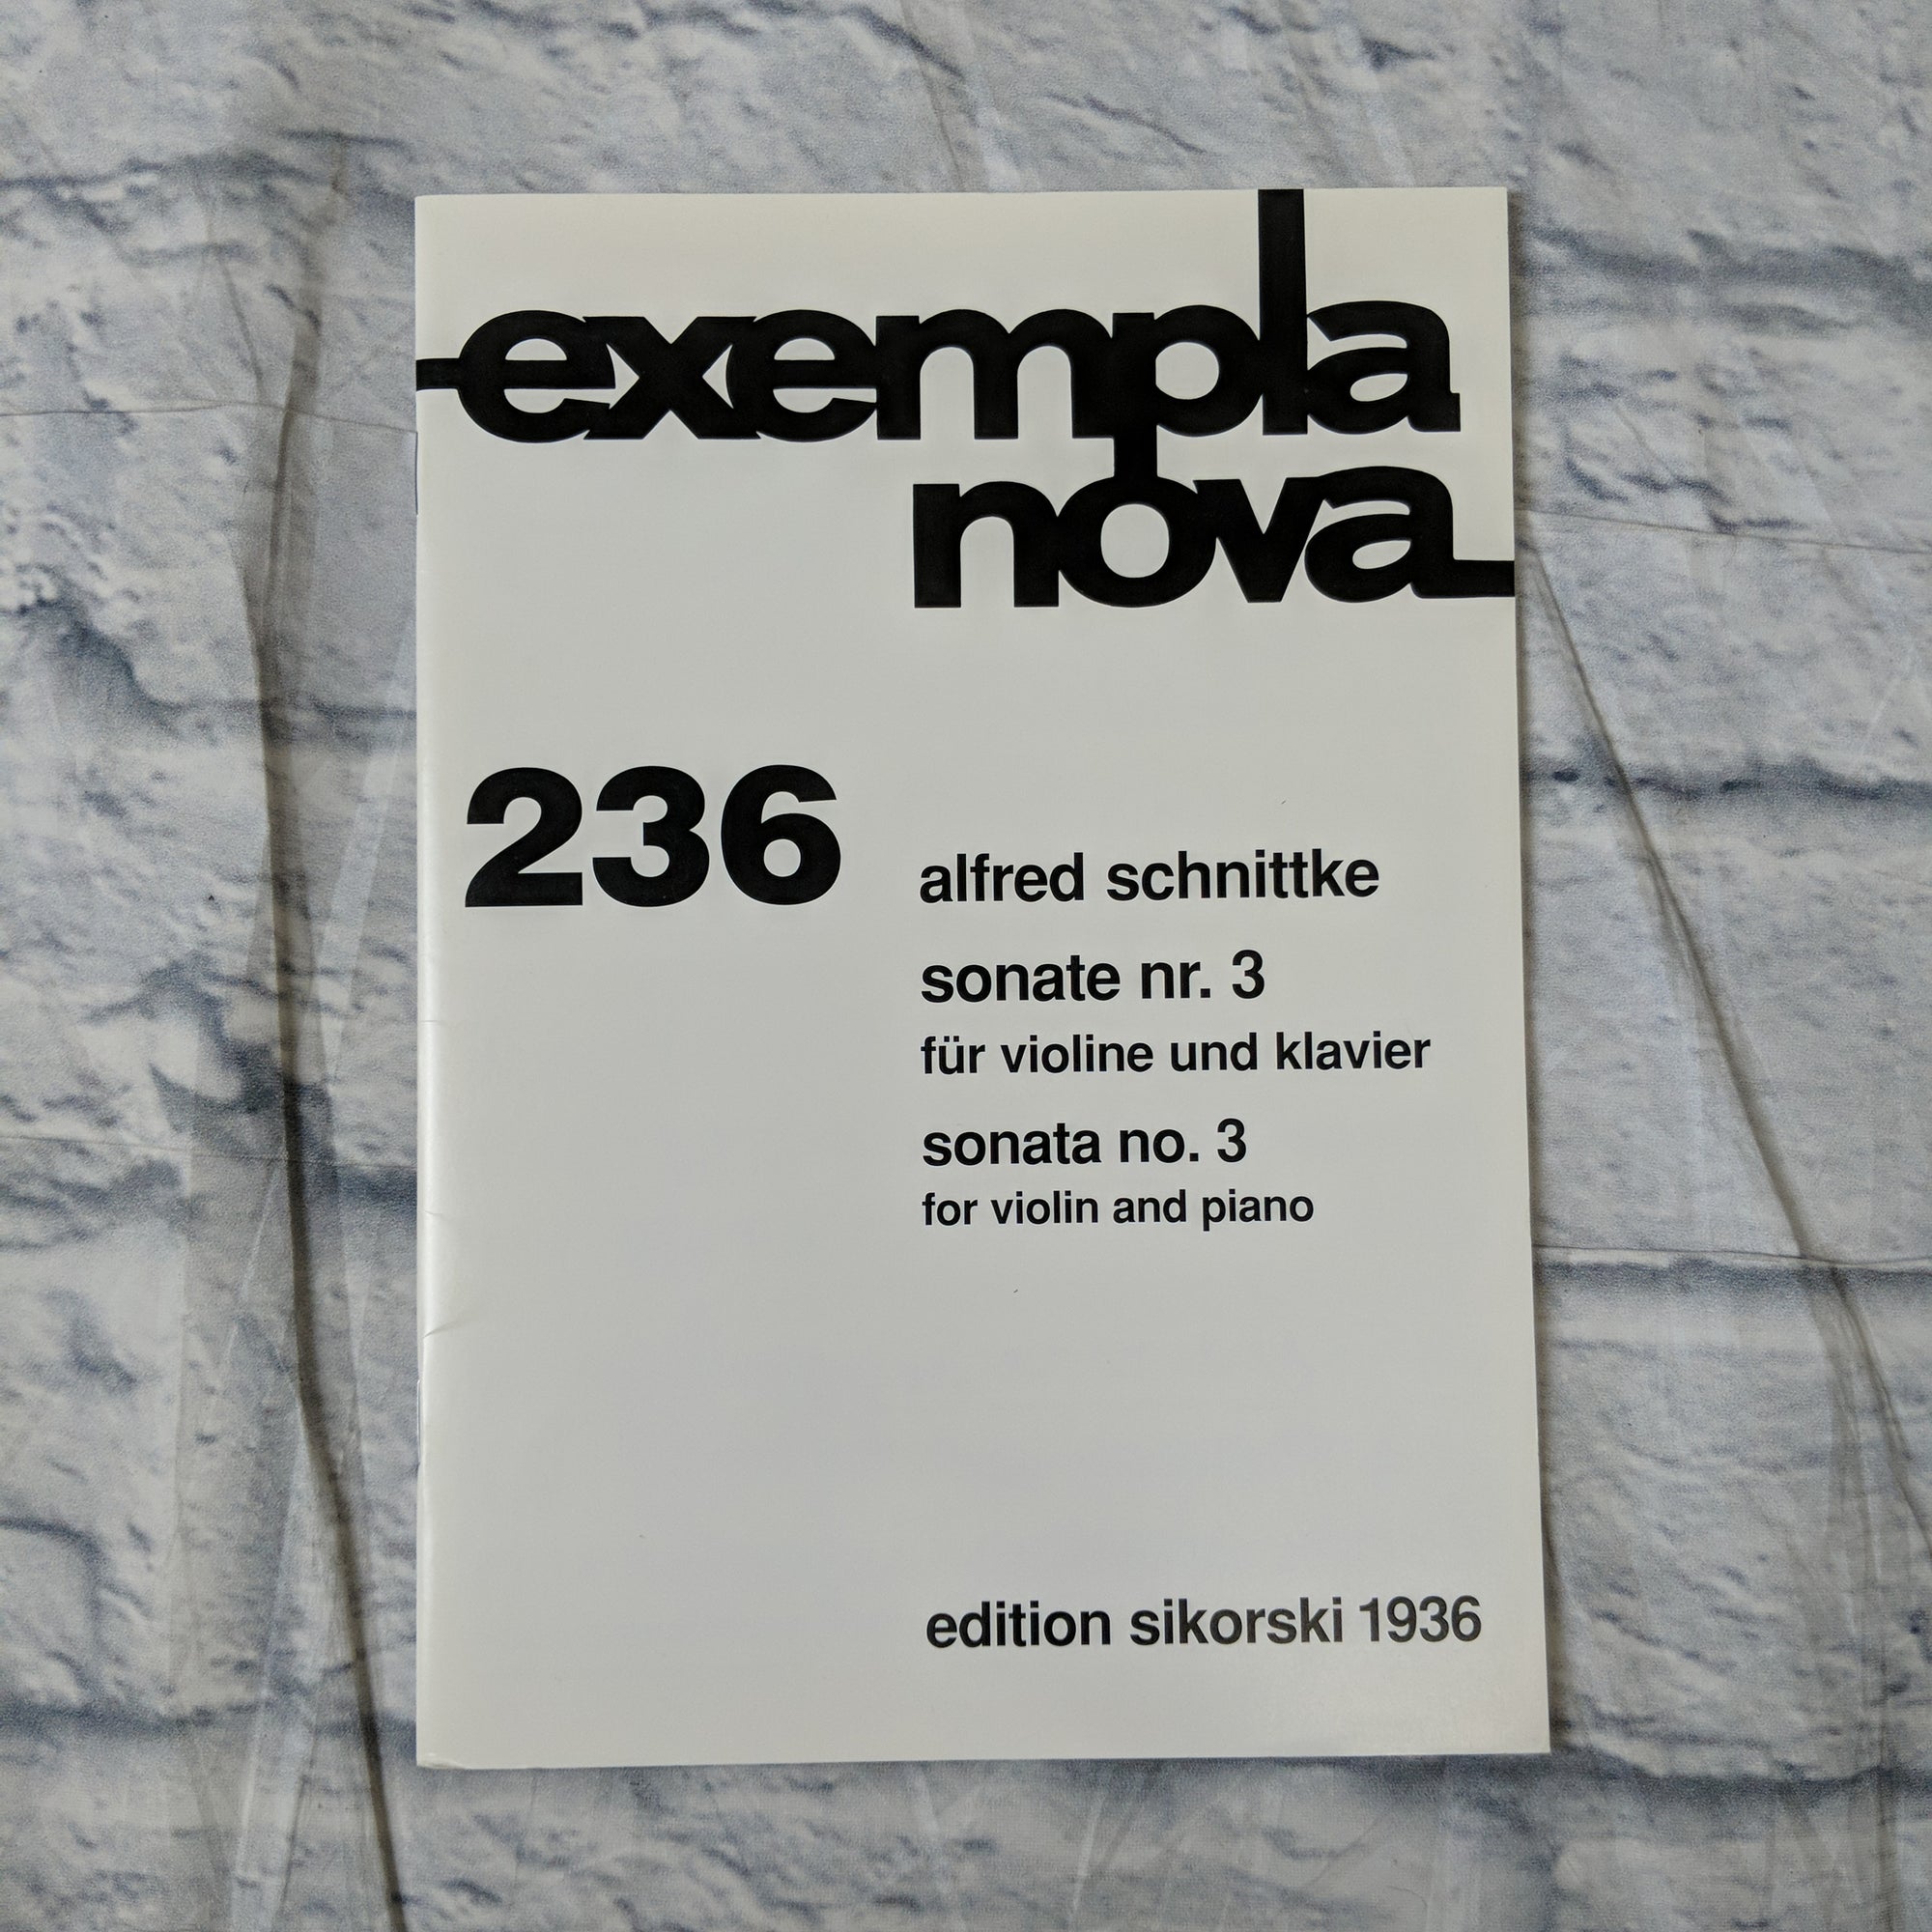 exempla
nova
236
alfred schnittke
sonate nr. 3
für violine und klavier
sonata no. 3
for violin and piano
edition sikorski 1936